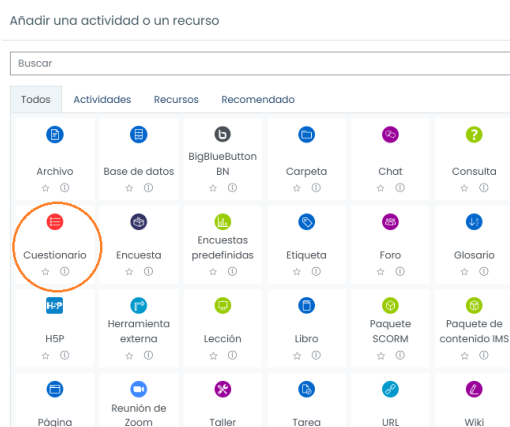 Añadir una actividad o un recurso
Buscar
Todos Actividades Recursos Recomendado
Archivo Base de datos BigBlueButton BN Carpeta Chat Consulta
Cuestionario Encuesta Encuestas predefinidas Etiqueta Foro Glosario
H5P
H5P Herramienta externa Lección Libro Paquete SCORM Paquete de contenido IMS
Página Reunión de Zoom Taller Tarea URL Wiki